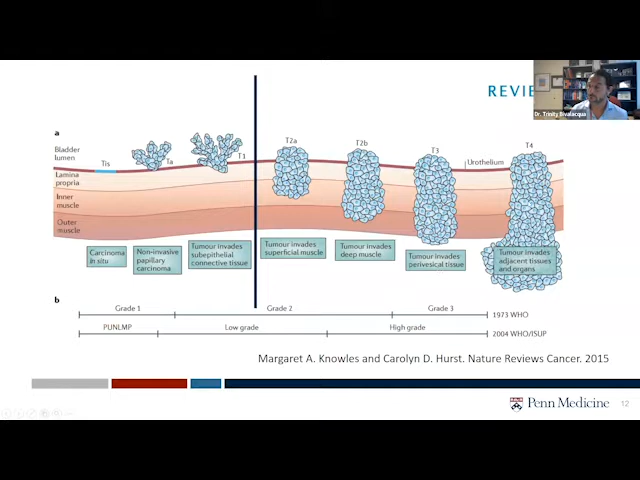 REVIE
Dr. Trinity Bivalacqua
a
Bladder
lumen
Tis
Ta
T1
T2a
T2b
T3
Urothelium
T4
Lamina
propria
Inner
muscle
Outer
muscle
Carcinoma
in situ
Non-invasive
papillary
carcinoma
Tumour invades
subepithelial
connective tissue
Tumour invades
superficial muscle
Tumour invades
deep muscle
Tumour invades
perivesical tissue
Tumour invades
adjacent tissues
and organs
b
Grade 1
Grade 2
Grade 3
1973 WHO
PUNLMP
Low grade
High grade
2004 WHO/ISUP
Margaret A. Knowles and Carolyn D. Hurst. Nature Reviews Cancer. 2015
Penn Medicine
12